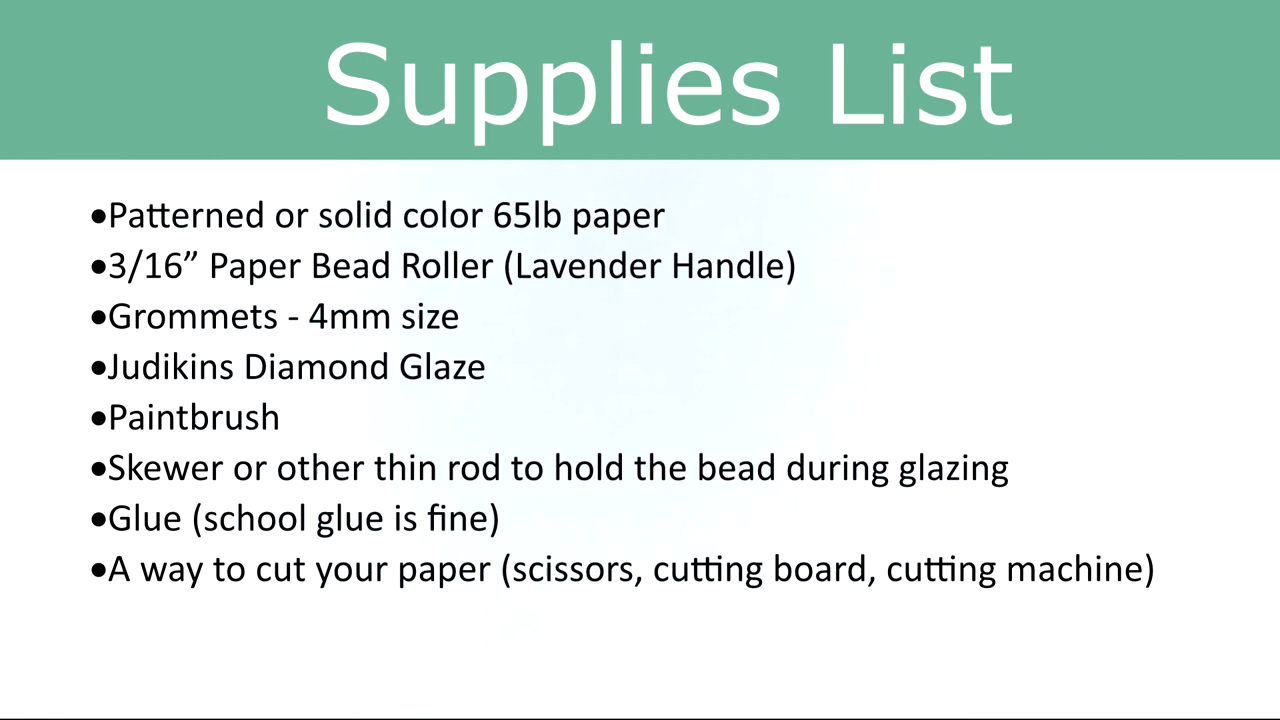 Supplies List
•Patterned or solid color 65lb paper
•3/16” Paper Bead Roller (Lavender Handle)
•Grommets - 4mm size
•Judikins Diamond Glaze
•Paintbrush
•Skewer or other thin rod to hold the bead during glazing
•Glue (school glue is fine)
•A way to cut your paper (scissors, cutting board, cutting machine)